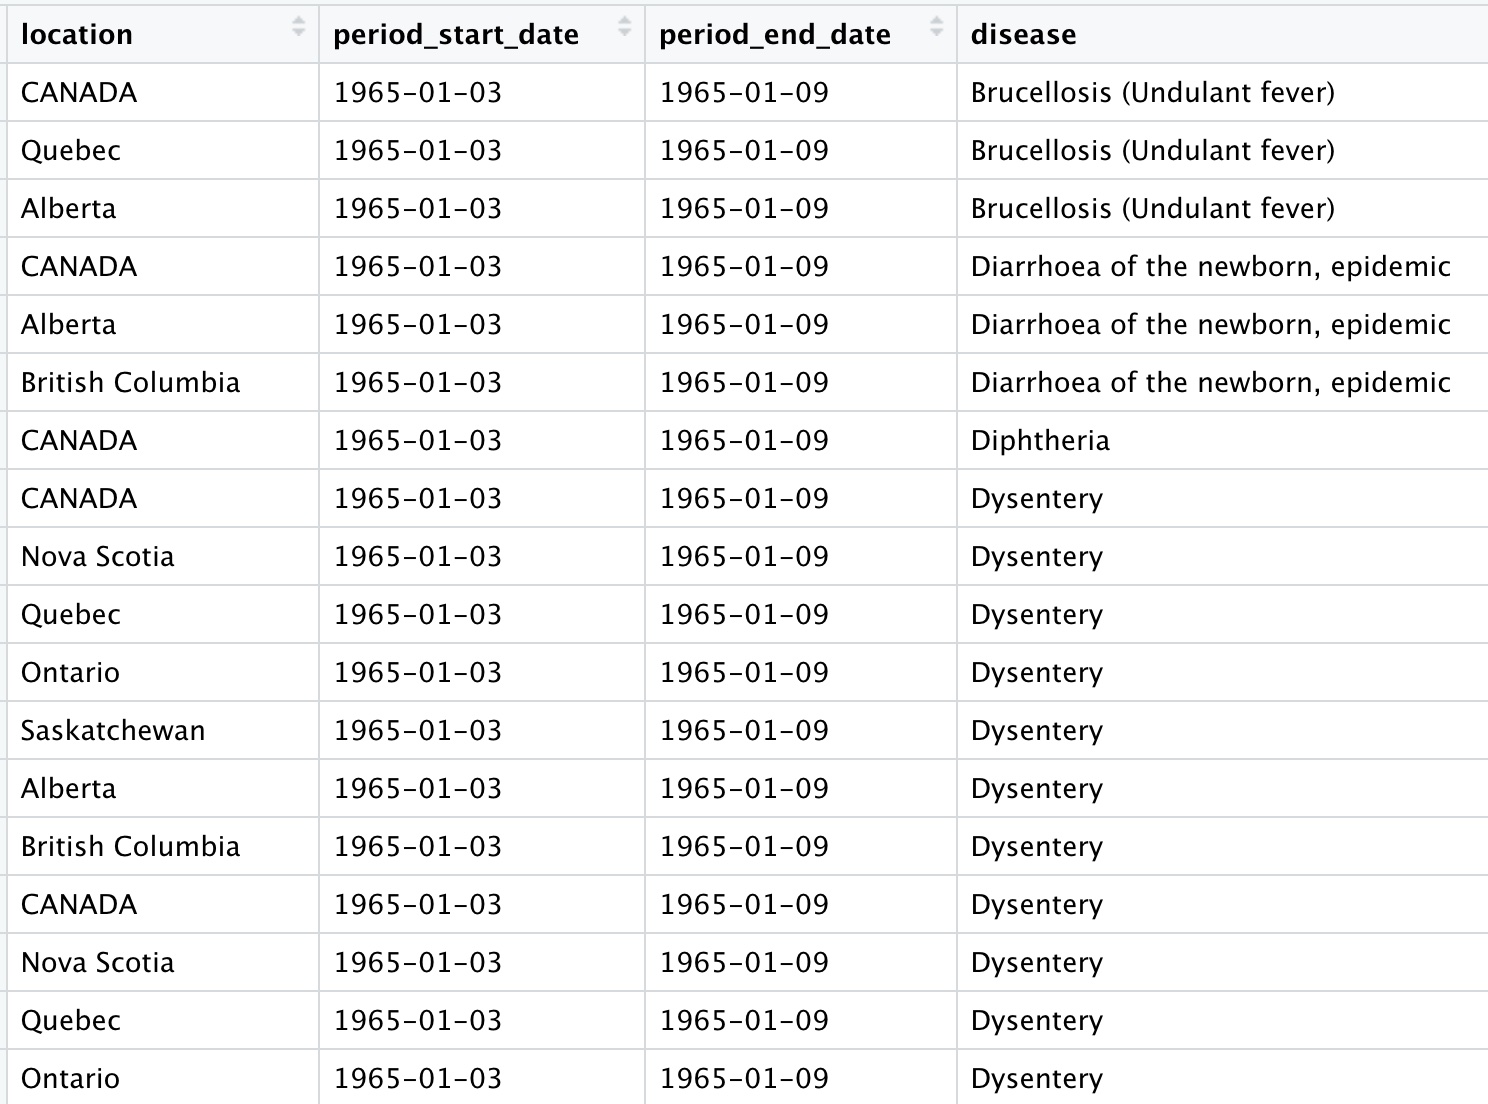 location period_start_date period_end_date disease
CANADA 1965-01-03 1965-01-09 Brucellosis (Undulant fever)
Quebec 1965-01-03 1965-01-09 Brucellosis (Undulant fever)
Alberta 1965-01-03 1965-01-09 Brucellosis (Undulant fever)
CANADA 1965-01-03 1965-01-09 Diarrhoea of the newborn, epidemic
Alberta 1965-01-03 1965-01-09 Diarrhoea of the newborn, epidemic
British Columbia 1965-01-03 1965-01-09 Diarrhoea of the newborn, epidemic
CANADA 1965-01-03 1965-01-09 Diphtheria
CANADA 1965-01-03 1965-01-09 Dysentery
Nova Scotia 1965-01-03 1965-01-09 Dysentery
Quebec 1965-01-03 1965-01-09 Dysentery
Ontario 1965-01-03 1965-01-09 Dysentery
Saskatchewan 1965-01-03 1965-01-09 Dysentery
Alberta 1965-01-03 1965-01-09 Dysentery
British Columbia 1965-01-03 1965-01-09 Dysentery
CANADA 1965-01-03 1965-01-09 Dysentery
Nova Scotia 1965-01-03 1965-01-09 Dysentery
Quebec 1965-01-03 1965-01-09 Dysentery
Ontario 1965-01-03 1965-01-09 Dysentery